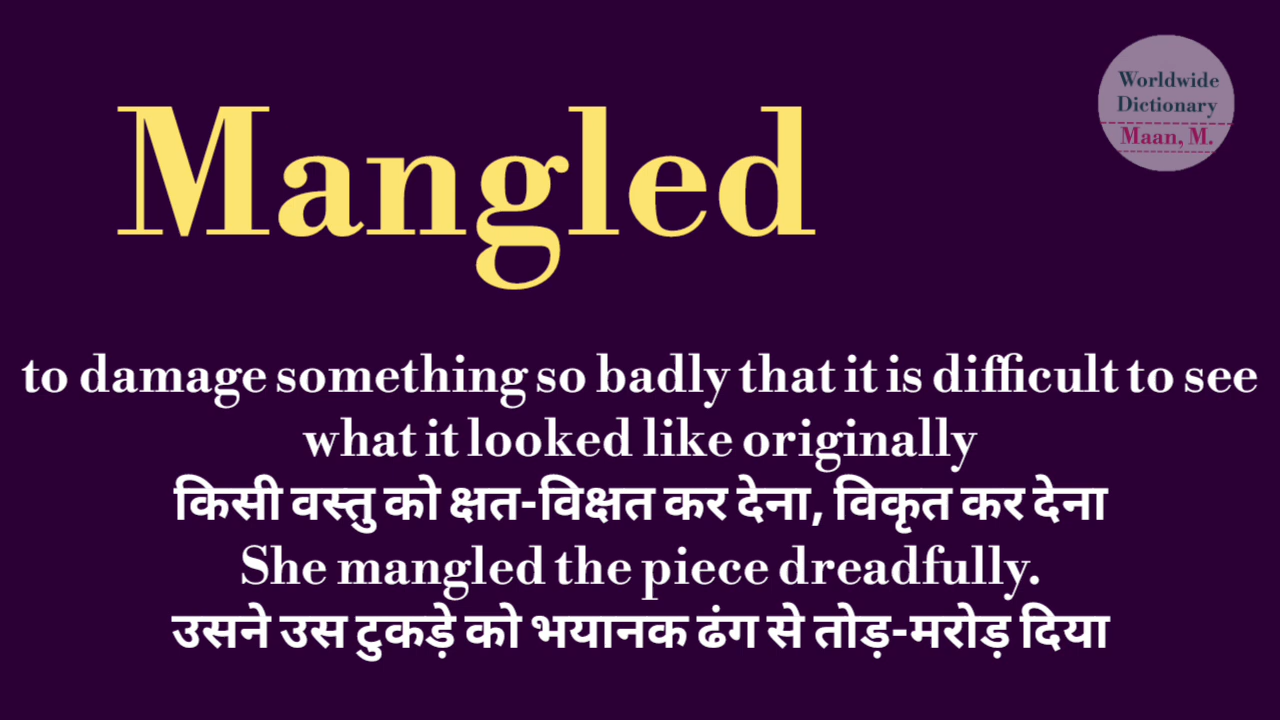 Worldwide
Dictionary
Maan, M.
Mangled
to damage something so badly that it is difficult to see
what it looked like originally
किसी वस्तु को क्षत-विक्षत कर देना, विकृत कर देना
She mangled the piece dreadfully.
उसने उस टुकड़े को भयानक ढंग से तोड़-मरोड़ दिया